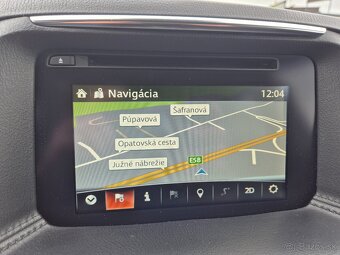 Navigácia
12:04
Šafranová
Púpavová
Opatovská cesta
Južné nábrežie
E58
2D